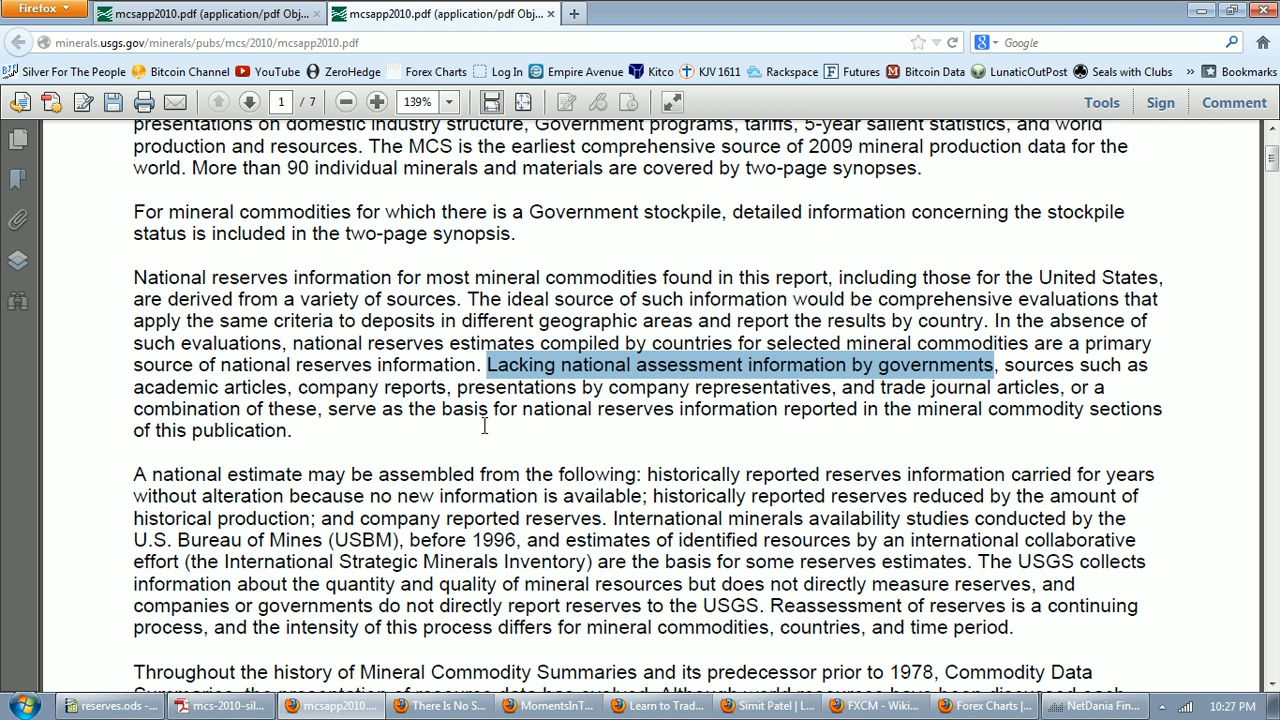 Firefox
mcsapp2010.pdf (application/pdf Obj...
mcsapp2010.pdf (application/pdf Obj...
minerals.usgs.gov/minerals/pubs/mcs/2010/mcsapp2010.pdf
Google
Silver For The People
Bitcoin Channel
YouTube
ZeroHedge
Forex Charts
Log In
Empire Avenue
Kitco
KJV 1611
Rackspace
Futures
Bitcoin Data
LunaticOutPost
Seals with Clubs
»
Bookmarks
1 / 7
139%
Tools
Sign
Comment
presentations on domestic industry structure, Government programs, tariffs, 5-year salient statistics, and world
production and resources. The MCS is the earliest comprehensive source of 2009 mineral production data for the
world. More than 90 individual minerals and materials are covered by two-page synopses.
For mineral commodities for which there is a Government stockpile, detailed information concerning the stockpile
status is included in the two-page synopsis.
National reserves information for most mineral commodities found in this report, including those for the United States,
are derived from a variety of sources. The ideal source of such information would be comprehensive evaluations that
apply the same criteria to deposits in different geographic areas and report the results by country. In the absence of
such evaluations, national reserves estimates compiled by countries for selected mineral commodities are a primary
source of national reserves information. Lacking national assessment information by governments, sources such as
academic articles, company reports, presentations by company representatives, and trade journal articles, or a
combination of these, serve as the basis for national reserves information reported in the mineral commodity sections
of this publication.
A national estimate may be assembled from the following: historically reported reserves information carried for years
without alteration because no new information is available; historically reported reserves reduced by the amount of
historical production; and company reported reserves. International minerals availability studies conducted by the
U.S. Bureau of Mines (USBM), before 1996, and estimates of identified resources by an international collaborative
effort (the International Strategic Minerals Inventory) are the basis for some reserves estimates. The USGS collects
information about the quantity and quality of mineral resources but does not directly measure reserves, and
companies or governments do not directly report reserves to the USGS. Reassessment of reserves is a continuing
process, and the intensity of this process differs for mineral commodities, countries, and time period.
Throughout the history of Mineral Commodity Summaries and its predecessor prior to 1978, Commodity Data
reserves.ods -...
mcs-2010-sil...
mcsapp2010....
There Is No S...
MomentsInT...
Learn to Trad...
Simit Patel | L...
FXCM - Wiki...
Forex Charts |...
NetDania Fin...
10:27 PM